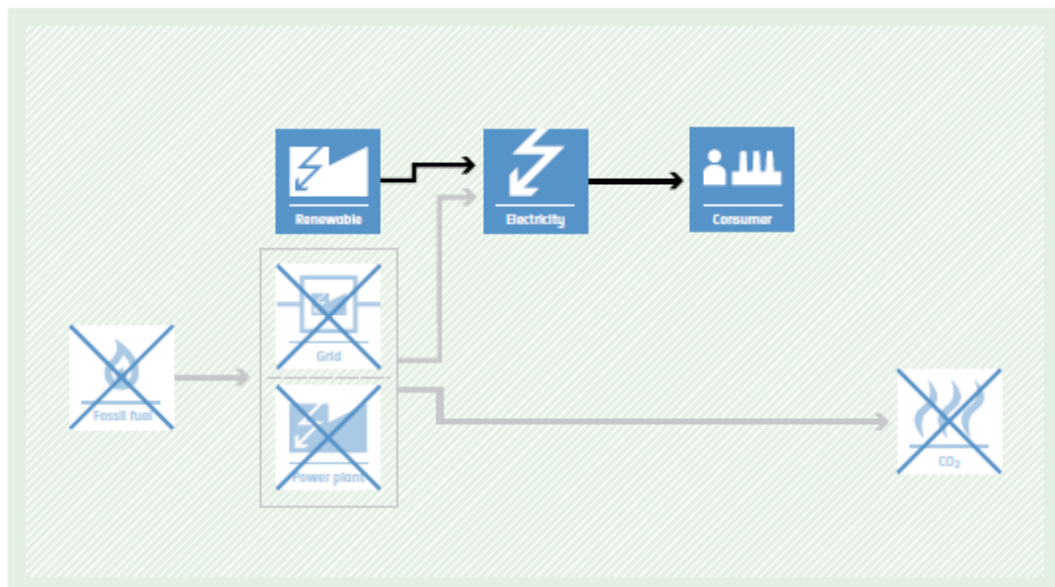 Renewable
Electricity
Consumer
Grid
Fossil fuel
Power plant
CO₂